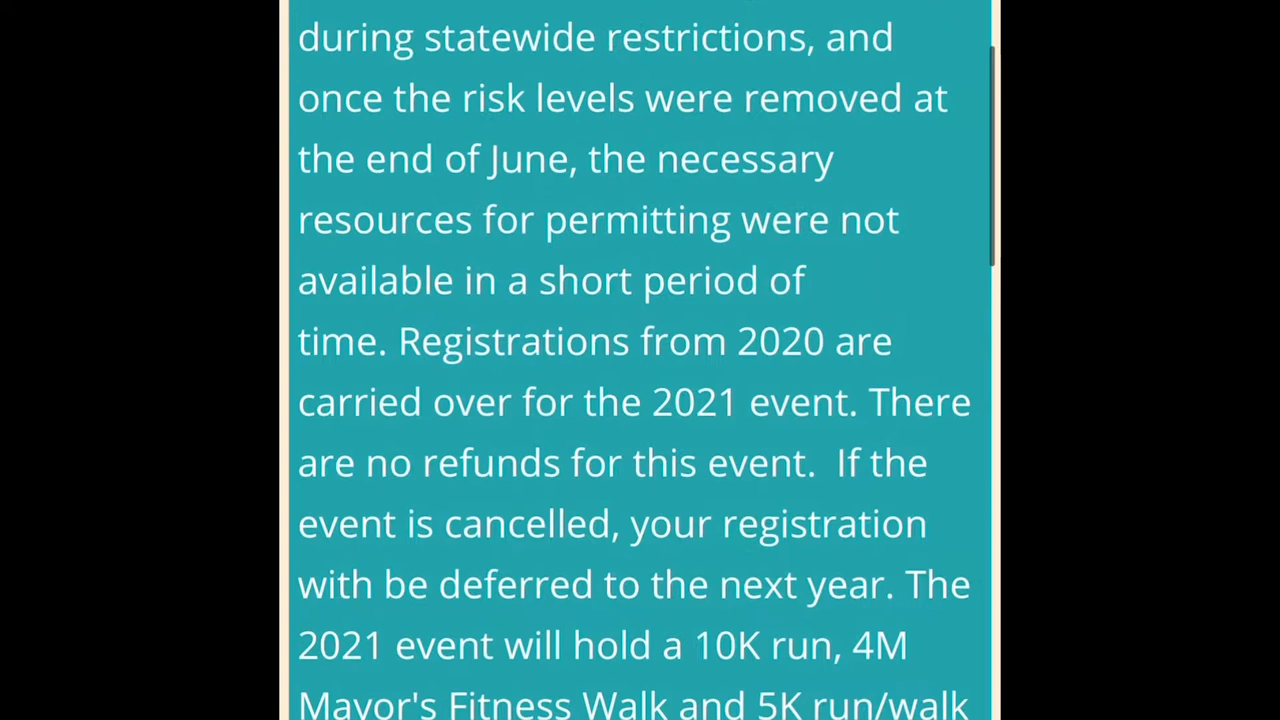 during statewide restrictions, and
once the risk levels were removed at
the end of June, the necessary
resources for permitting were not
available in a short period of
time. Registrations from 2020 are
carried over for the 2021 event. There
are no refunds for this event.  If the
event is cancelled, your registration
with be deferred to the next year. The
2021 event will hold a 10K run, 4M
Mayor's Fitness Walk and 5K run/walk